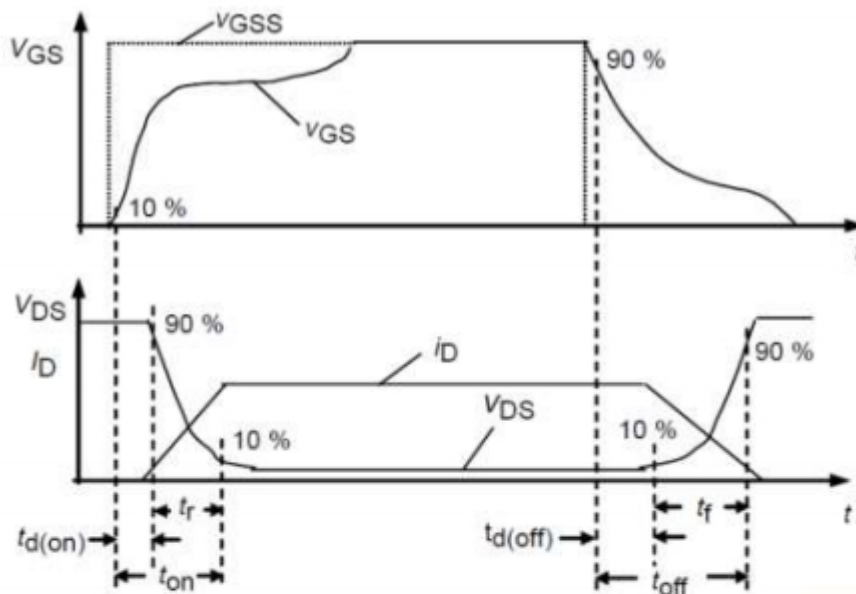 VGSS
VGS
90 %
vGS
10 %
VDS
90 %
ID
iD
90 %
VDS
10 %
10 %
tr
tf
t
td(on)
td(off)
ton
toff